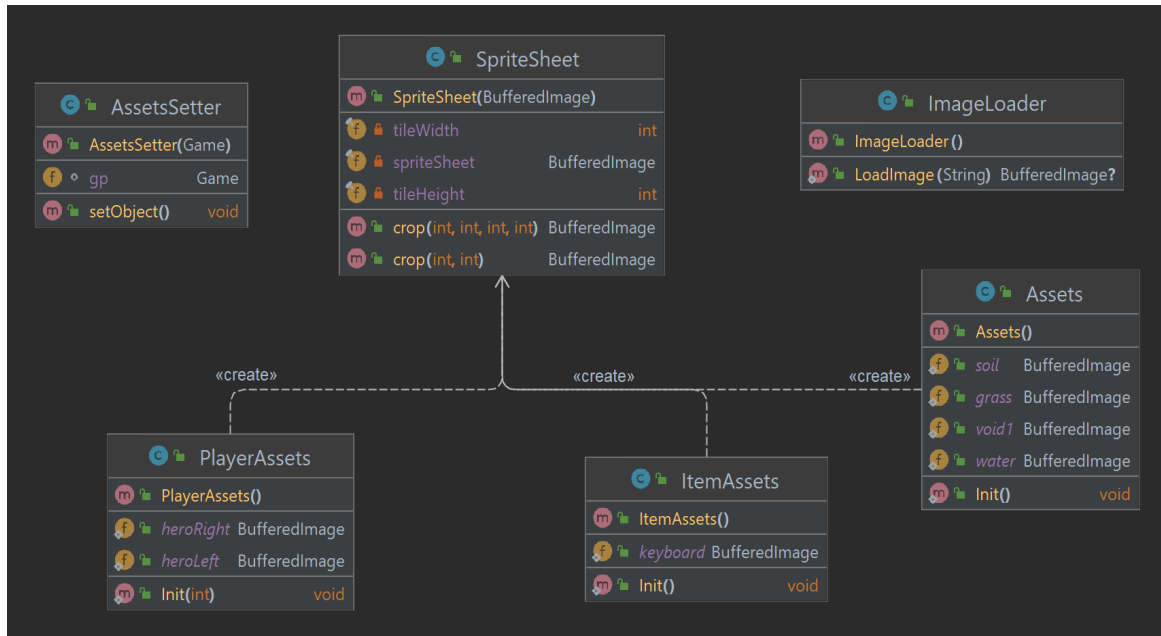 SpriteSheet
SpriteSheet(BufferedImage)
tileWidth int
spriteSheet BufferedImage
tileHeight int
crop(int, int, int, int) BufferedImage
crop(int, int) BufferedImage
AssetsSetter
AssetsSetter(Game)
gp Game
setObject() void
ImageLoader
ImageLoader()
LoadImage(String) BufferedImage?
Assets
Assets()
soil BufferedImage
grass BufferedImage
void1 BufferedImage
water BufferedImage
Init() void
«create»
«create»
«create»
PlayerAssets
PlayerAssets()
heroRight BufferedImage
heroLeft BufferedImage
Init(int) void
ItemAssets
ItemAssets()
keyboard BufferedImage
Init() void